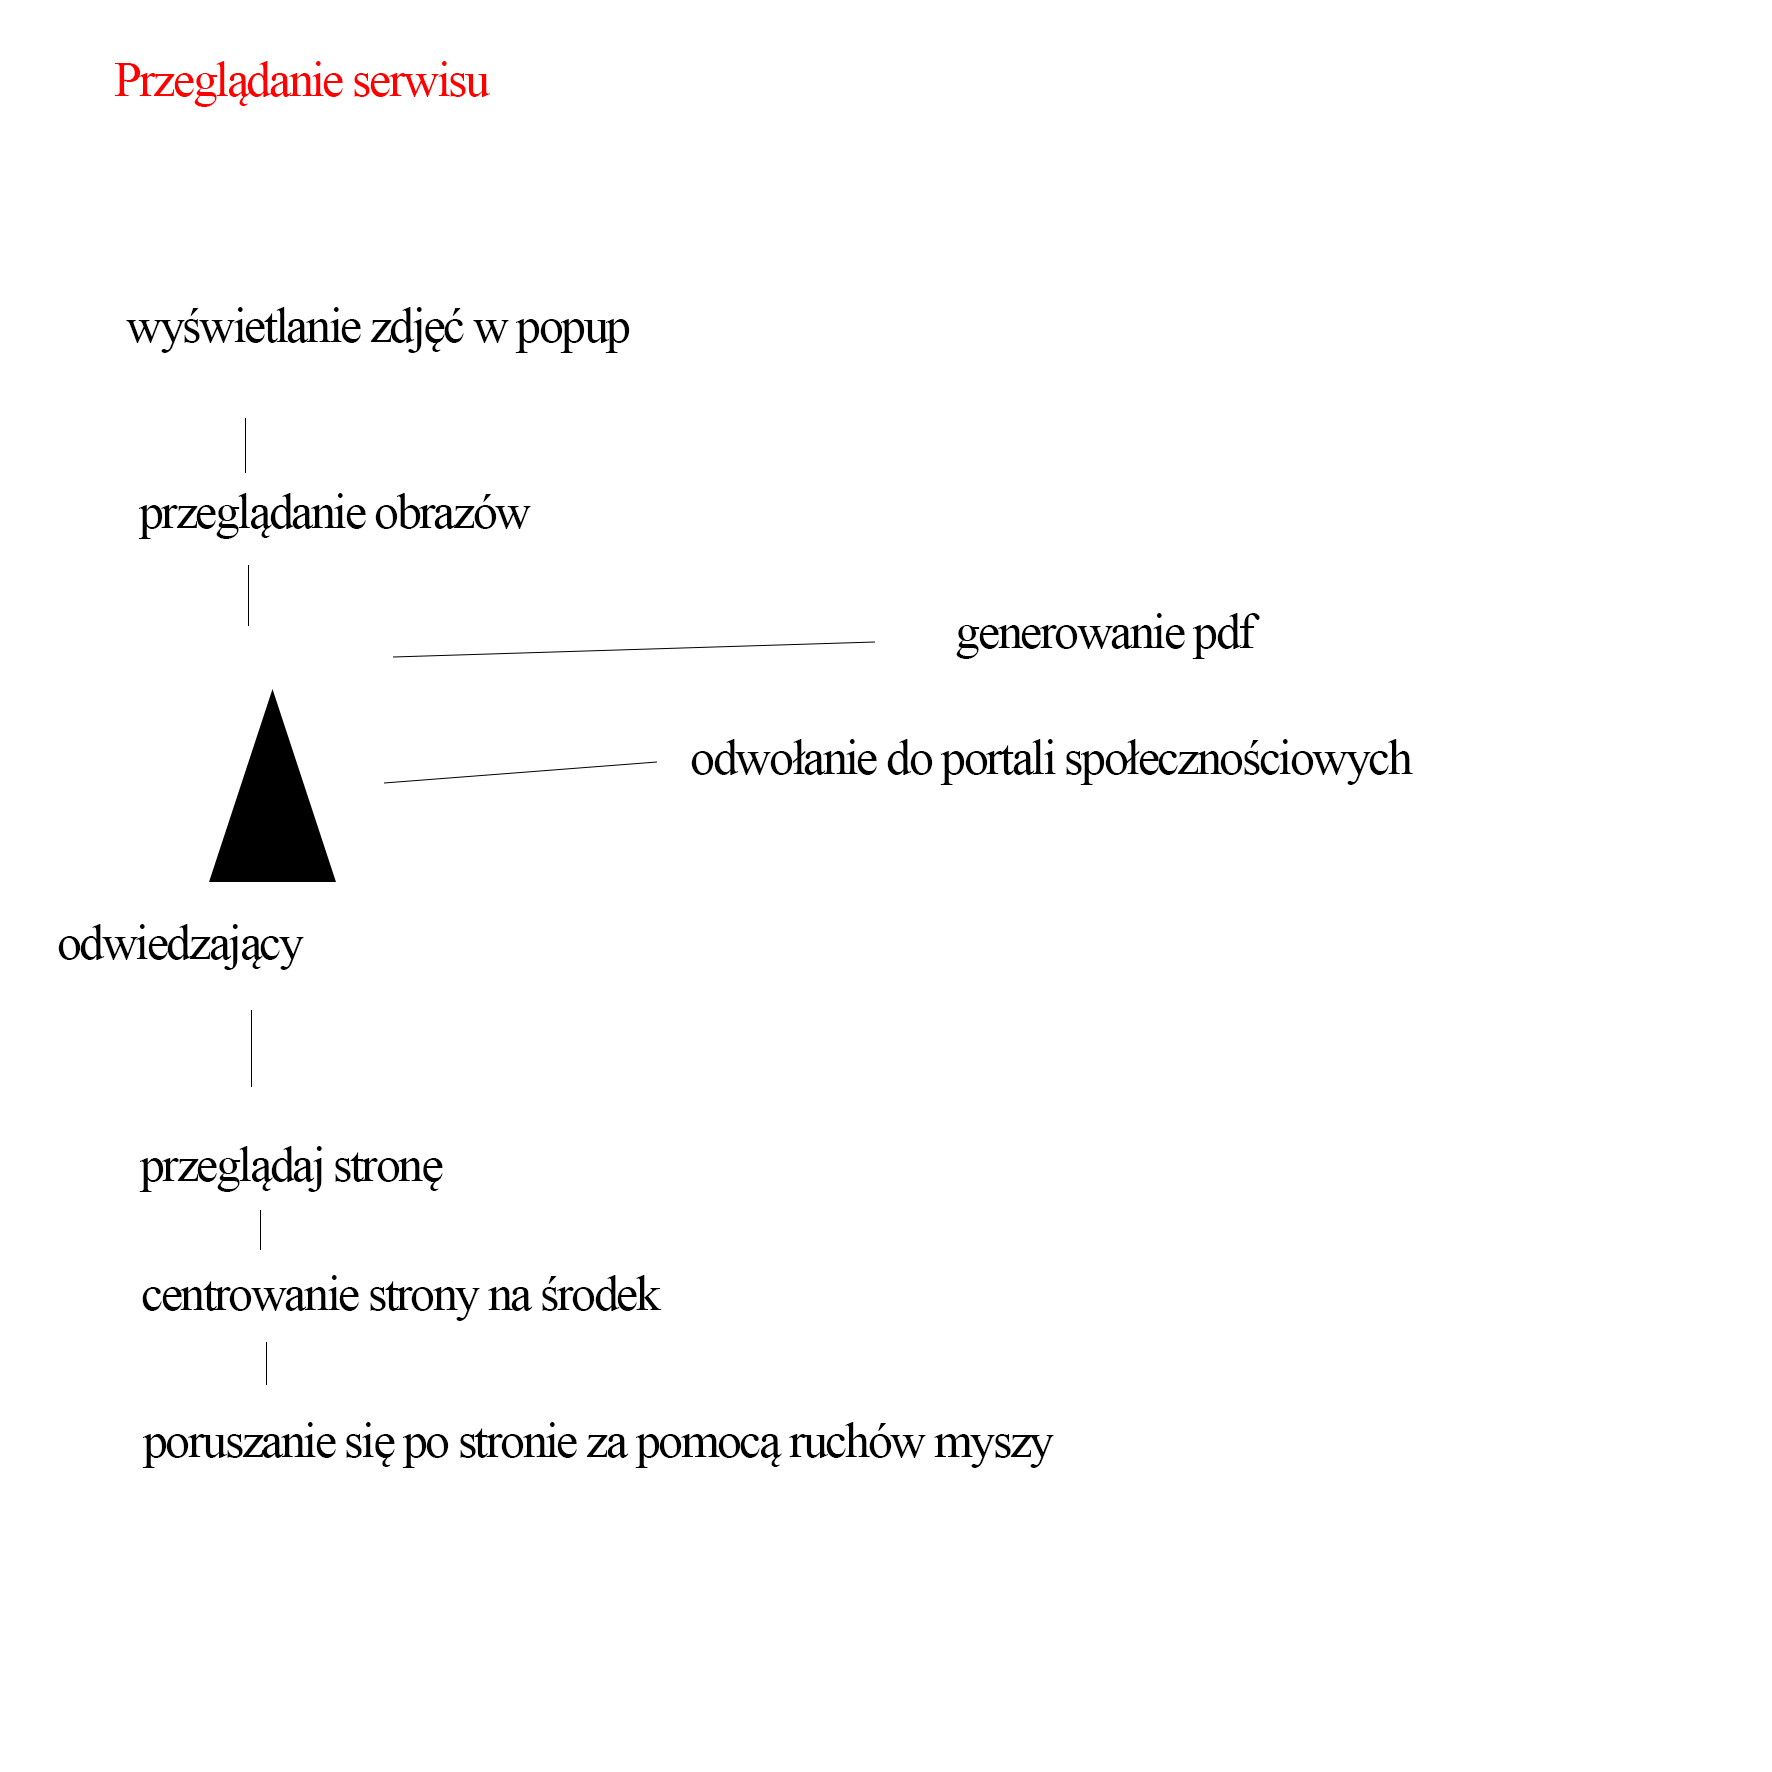 Przeglądanie serwisu
wyświetlanie zdjęć w popup
przeglądanie obrazów
generowanie pdf
odwołanie do portali społecznościowych
odwiedzający
przeglądaj stronę
centrowanie strony na środek
poruszanie się po stronie za pomocą ruchów myszy